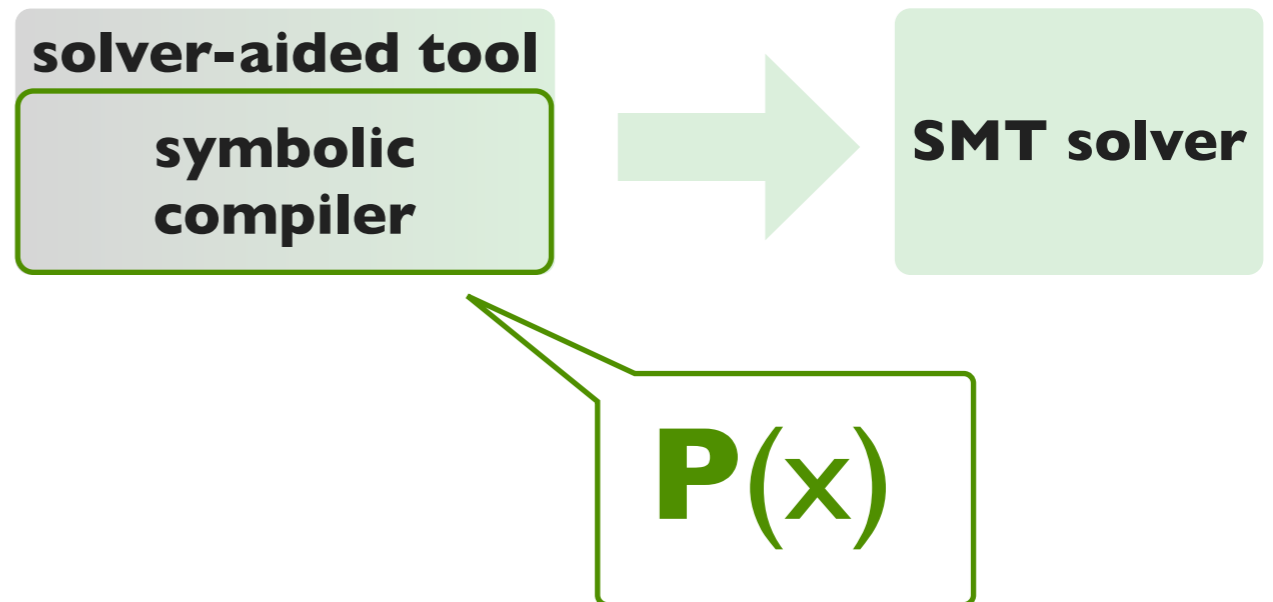 solver-aided tool
symbolic
compiler
SMT solver
P(x)